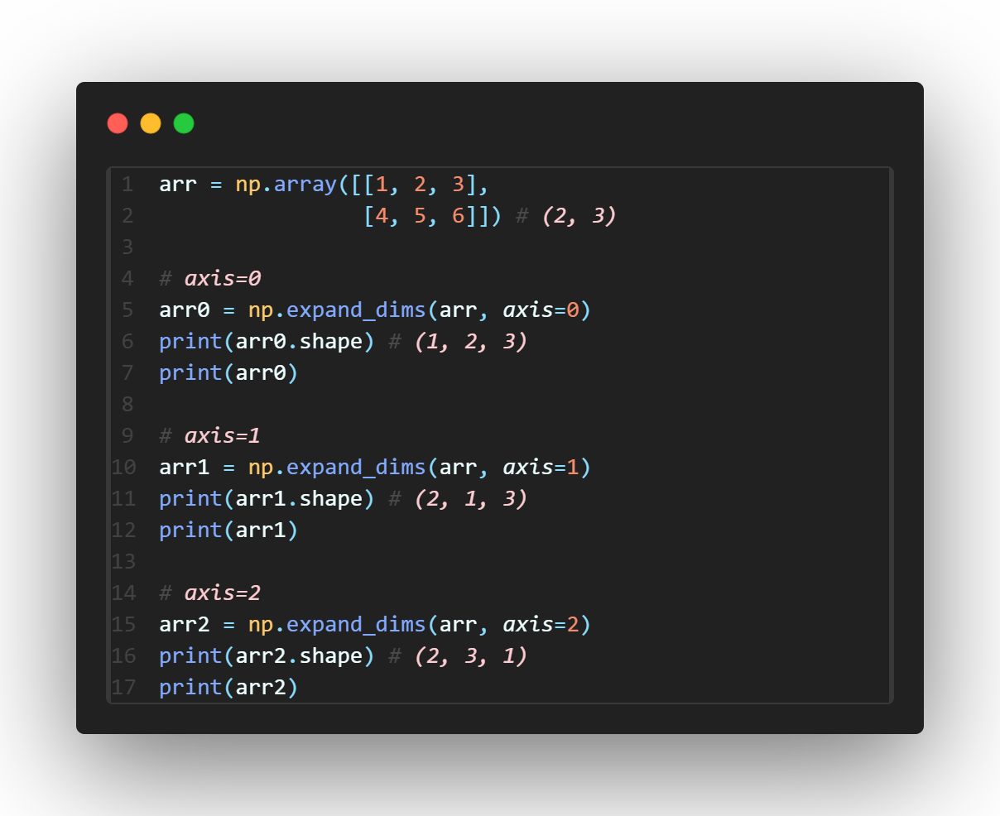 1 arr = np.array([[1, 2, 3],
2                 [4, 5, 6]]) # (2, 3)
3
4 # axis=0
5 arr0 = np.expand_dims(arr, axis=0)
6 print(arr0.shape) # (1, 2, 3)
7 print(arr0)
8
9 # axis=1
10 arr1 = np.expand_dims(arr, axis=1)
11 print(arr1.shape) # (2, 1, 3)
12 print(arr1)
13
14 # axis=2
15 arr2 = np.expand_dims(arr, axis=2)
16 print(arr2.shape) # (2, 3, 1)
17 print(arr2)